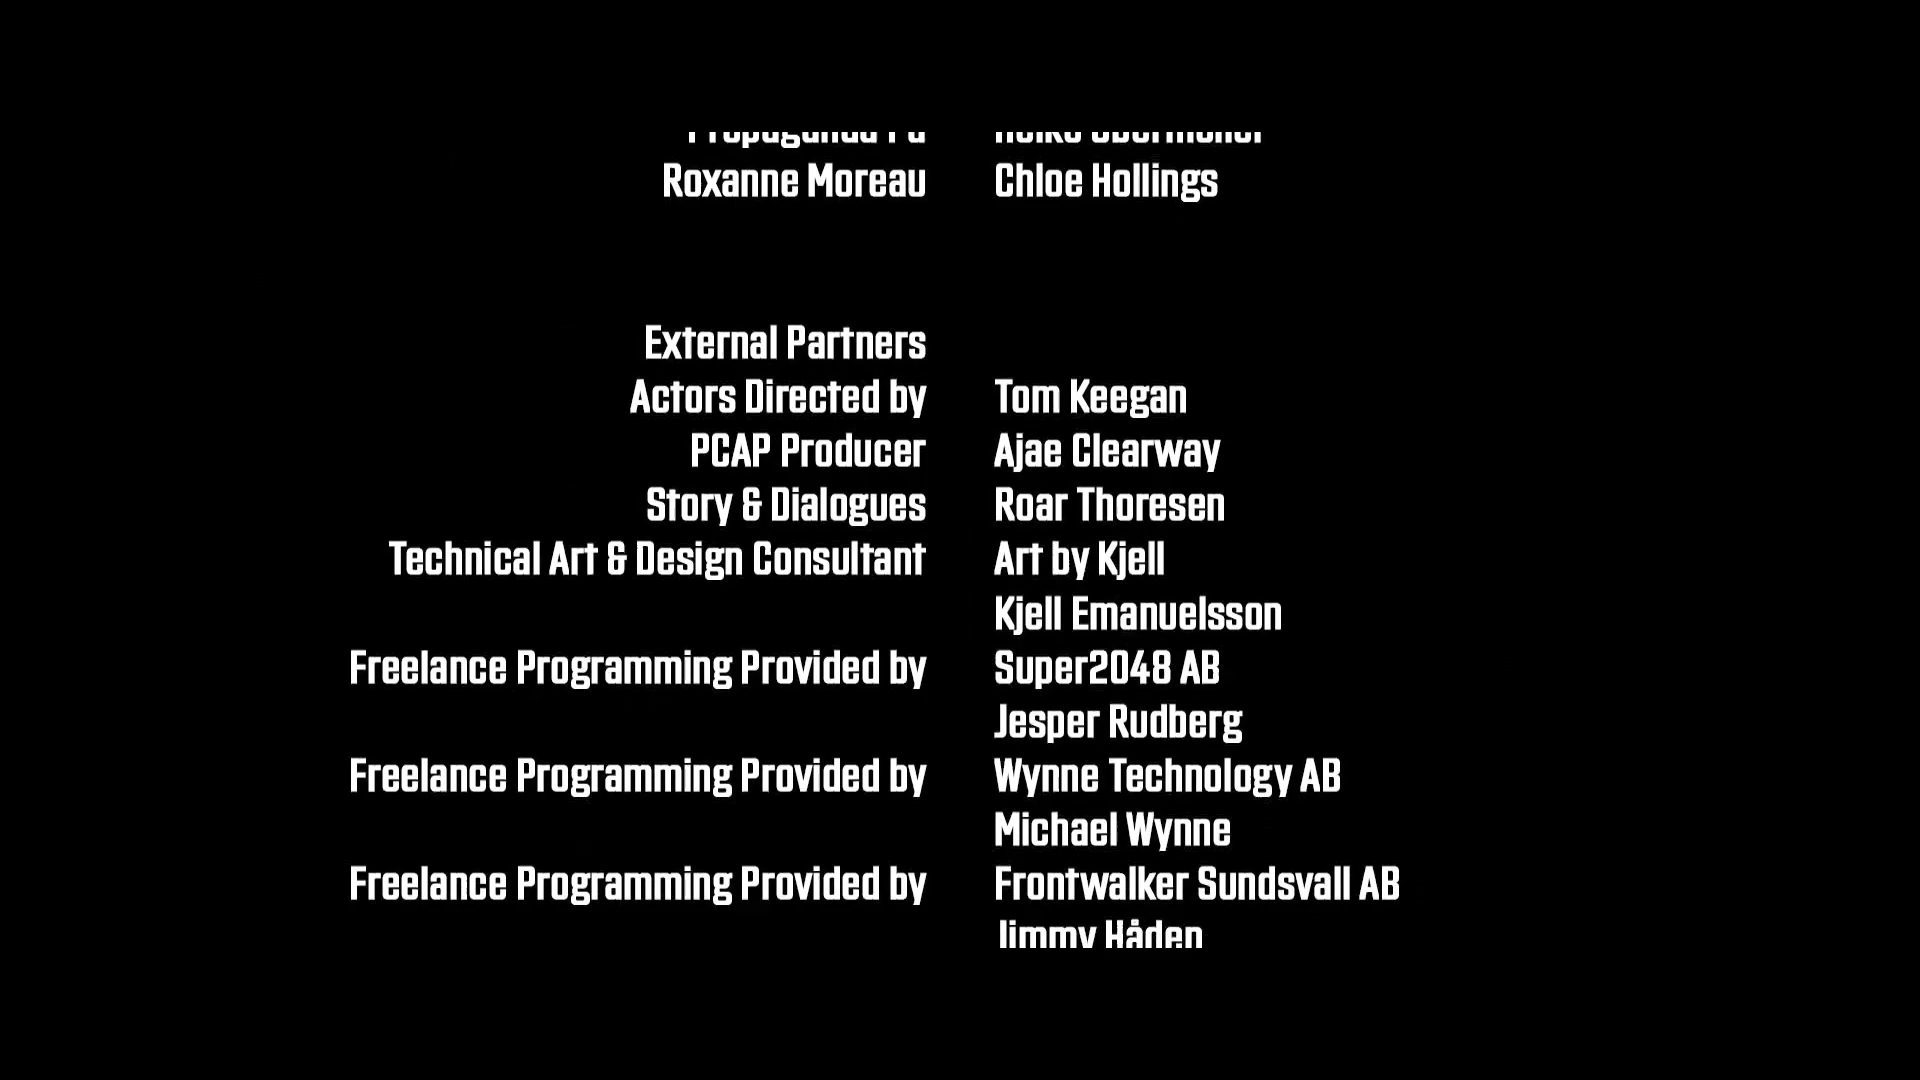 Propaganda PA
Roxanne Moreau Chloe Hollings
External Partners
Actors Directed by Tom Keegan
PCAP Producer Ajae Clearway
Story & Dialogues Roar Thoresen
Technical Art & Design Consultant Art by Kjell
Kjell Emanuelsson
Freelance Programming Provided by Super2048 AB
Jesper Rudberg
Freelance Programming Provided by Wynne Technology AB
Michael Wynne
Freelance Programming Provided by Frontwalker Sundsvall AB
Jimmy Håden